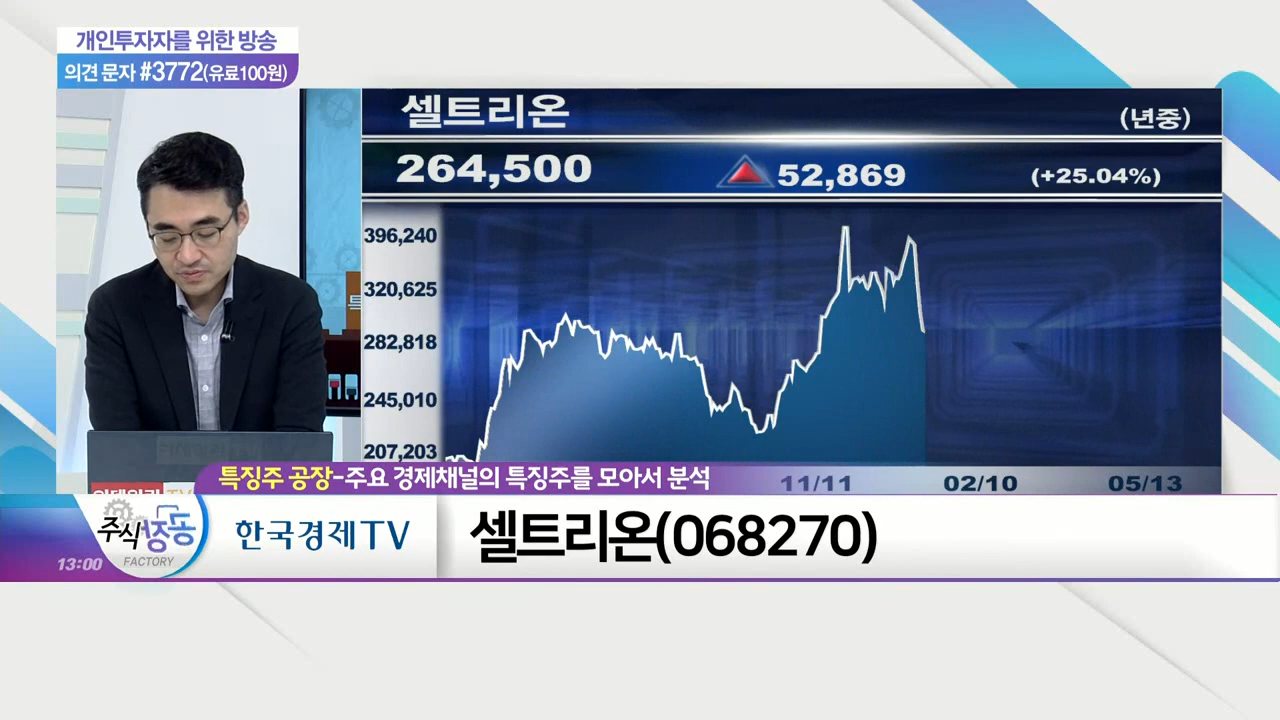 개인투자자를 위한 방송
의견 문자 #3772(유료100원)
셀트리온
(년중)
264,500
52,869
(+25.04%)
396,240
320,625
282,818
245,010
207,203
11/11
02/10
05/13
특징주 공장-주요 경제채널의 특징주를 모아서 분석
주식
FACTORY
13:00
한국경제TV
셀트리온(068270)